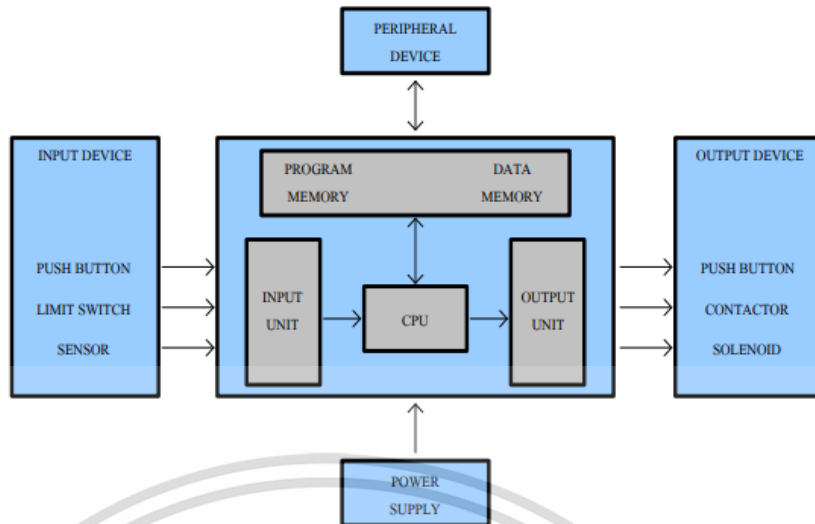 PERIPHERAL
DEVICE
INPUT DEVICE
PUSH BUTTON
LIMIT SWITCH
SENSOR
PROGRAM
MEMORY
DATA
MEMORY
INPUT
UNIT
CPU
OUTPUT
UNIT
OUTPUT DEVICE
PUSH BUTTON
CONTACTOR
SOLENOID
POWER
SUPPLY